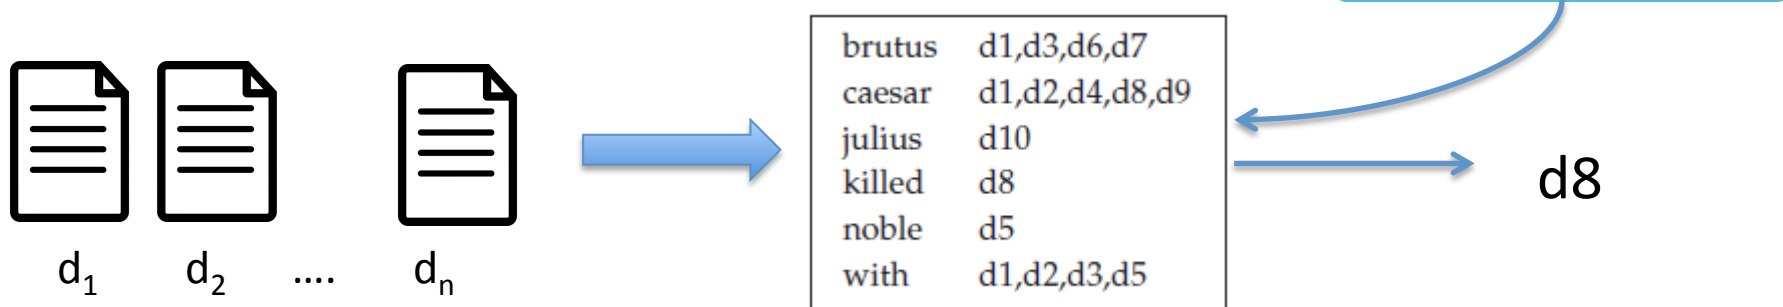 brutus d1,d3,d6,d7
caesar d1,d2,d4,d8,d9
julius d10
killed d8
noble d5
with d1,d2,d3,d5
d8
d1 d2 .... dn